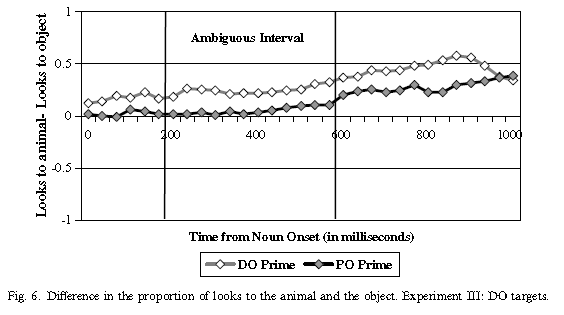 1
0.5
0
-0.5
-1
Looks to animal- Looks to object
Ambiguous Interval
0 200 400 600 800 1000
Time from Noun Onset (in milliseconds)
DO Prime PO Prime
Fig. 6. Difference in the proportion of looks to the animal and the object. Experiment III: DO targets.